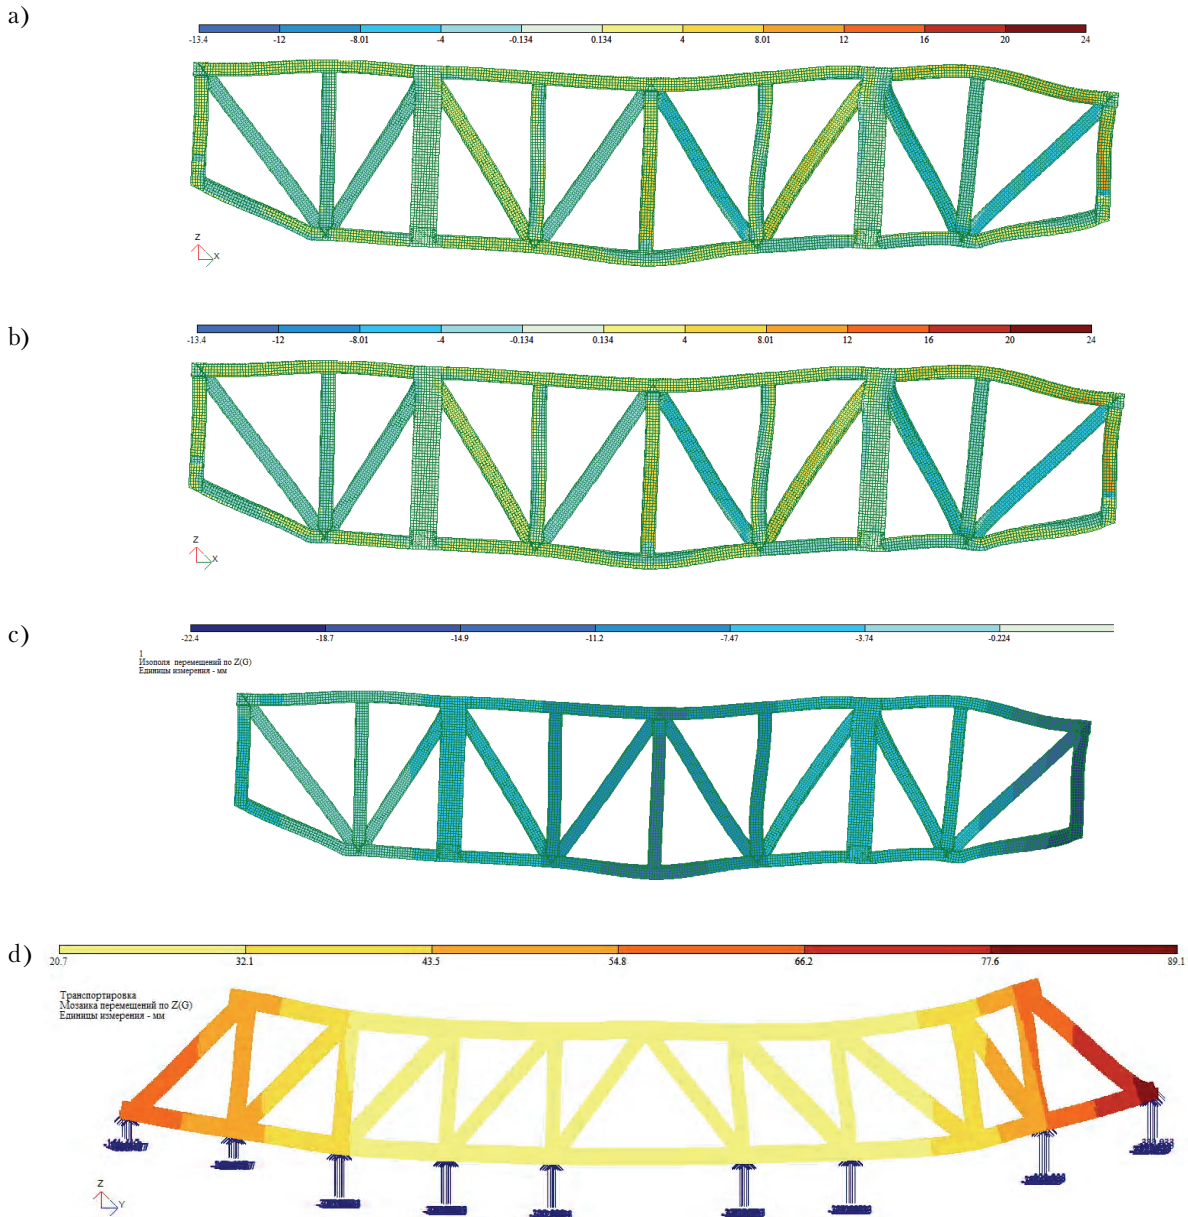 a)
-13.4 -12 -8.01 -4 -0.134 0.134 4 8.01 12 16 20 24
Z
X
b)
-13.4 -12 -8.01 -4 -0.134 0.134 4 8.01 12 16 20 24
Z
X
c)
-22.4 -18.7 -14.9 -11.2 -7.47 -3.74 -0.224
1
Изополя перемещений по Z(G)
Единицы измерения - мм
d)
20.7 32.1 43.5 54.8 66.2 77.6 89.1
Транспортировка
Мозаика перемещений по Z(G)
Единицы измерения - мм
Z
Y